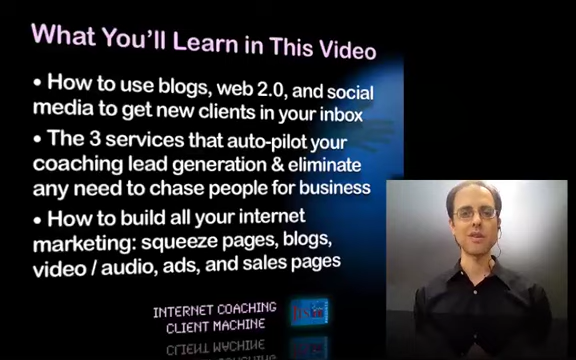 What You'll Learn in This Video
• How to use blogs, web 2.0, and social
media to get new clients in your inbox
• The 3 services that auto-pilot your
coaching lead generation & eliminate
any need to chase people for business
• How to build all your internet
marketing: squeeze pages, blogs,
video / audio, ads, and sales pages
INTERNET COACHING
CLIENT MACHINE